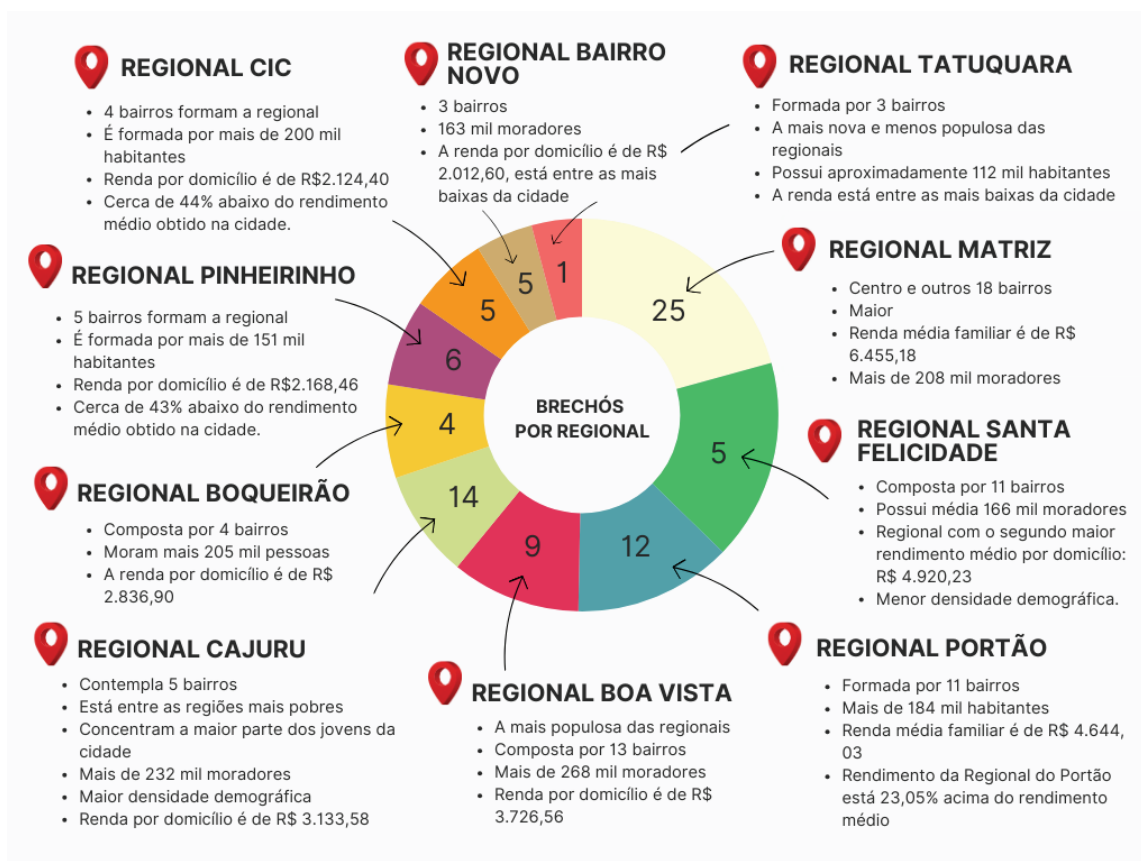 REGIONAL CIC
• 4 bairros formam a regional
• É formada por mais de 200 mil
habitantes
• Renda por domicílio é de R$2.124,40
• Cerca de 44% abaixo do rendimento
médio obtido na cidade.
REGIONAL BAIRRO
NOVO
• 3 bairros
• 163 mil moradores
• A renda por domicílio é de R$
2.012,60, está entre as mais
baixas da cidade
REGIONAL TATUQUARA
• Formada por 3 bairros
• A mais nova e menos populosa das
regionais
• Possui aproximadamente 112 mil habitantes
• A renda está entre as mais baixas da cidade
REGIONAL PINHEIRINHO
• 5 bairros formam a regional
• É formada por mais de 151 mil
habitantes
• Renda por domicílio é de R$2.168,46
• Cerca de 43% abaixo do rendimento
médio obtido na cidade.
REGIONAL MATRIZ
• Centro e outros 18 bairros
• Maior
• Renda média familiar é de R$
6.455,18
• Mais de 208 mil moradores
BRECHÓS
POR REGIONAL
25
5
12
9
14
4
6
5
5
1
REGIONAL SANTA
FELICIDADE
• Composta por 11 bairros
• Possui média 166 mil moradores
• Regional com o segundo maior
rendimento médio por domicílio:
R$ 4.920,23
• Menor densidade demográfica.
REGIONAL BOQUEIRÃO
• Composta por 4 bairros
• Moram mais 205 mil pessoas
• A renda por domicílio é de R$
2.836,90
REGIONAL CAJURU
• Contempla 5 bairros
• Está entre as regiões mais pobres
• Concentram a maior parte dos jovens da
cidade
• Mais de 232 mil moradores
• Maior densidade demográfica
• Renda por domicílio é de R$ 3.133,58
REGIONAL BOA VISTA
• A mais populosa das regionais
• Composta por 13 bairros
• Mais de 268 mil moradores
• Renda por domicílio é de R$
3.726,56
REGIONAL PORTÃO
• Formada por 11 bairros
• Mais de 184 mil habitantes
• Renda média familiar é de R$ 4.644,
03
• Rendimento da Regional do Portão
está 23,05% acima do rendimento
médio